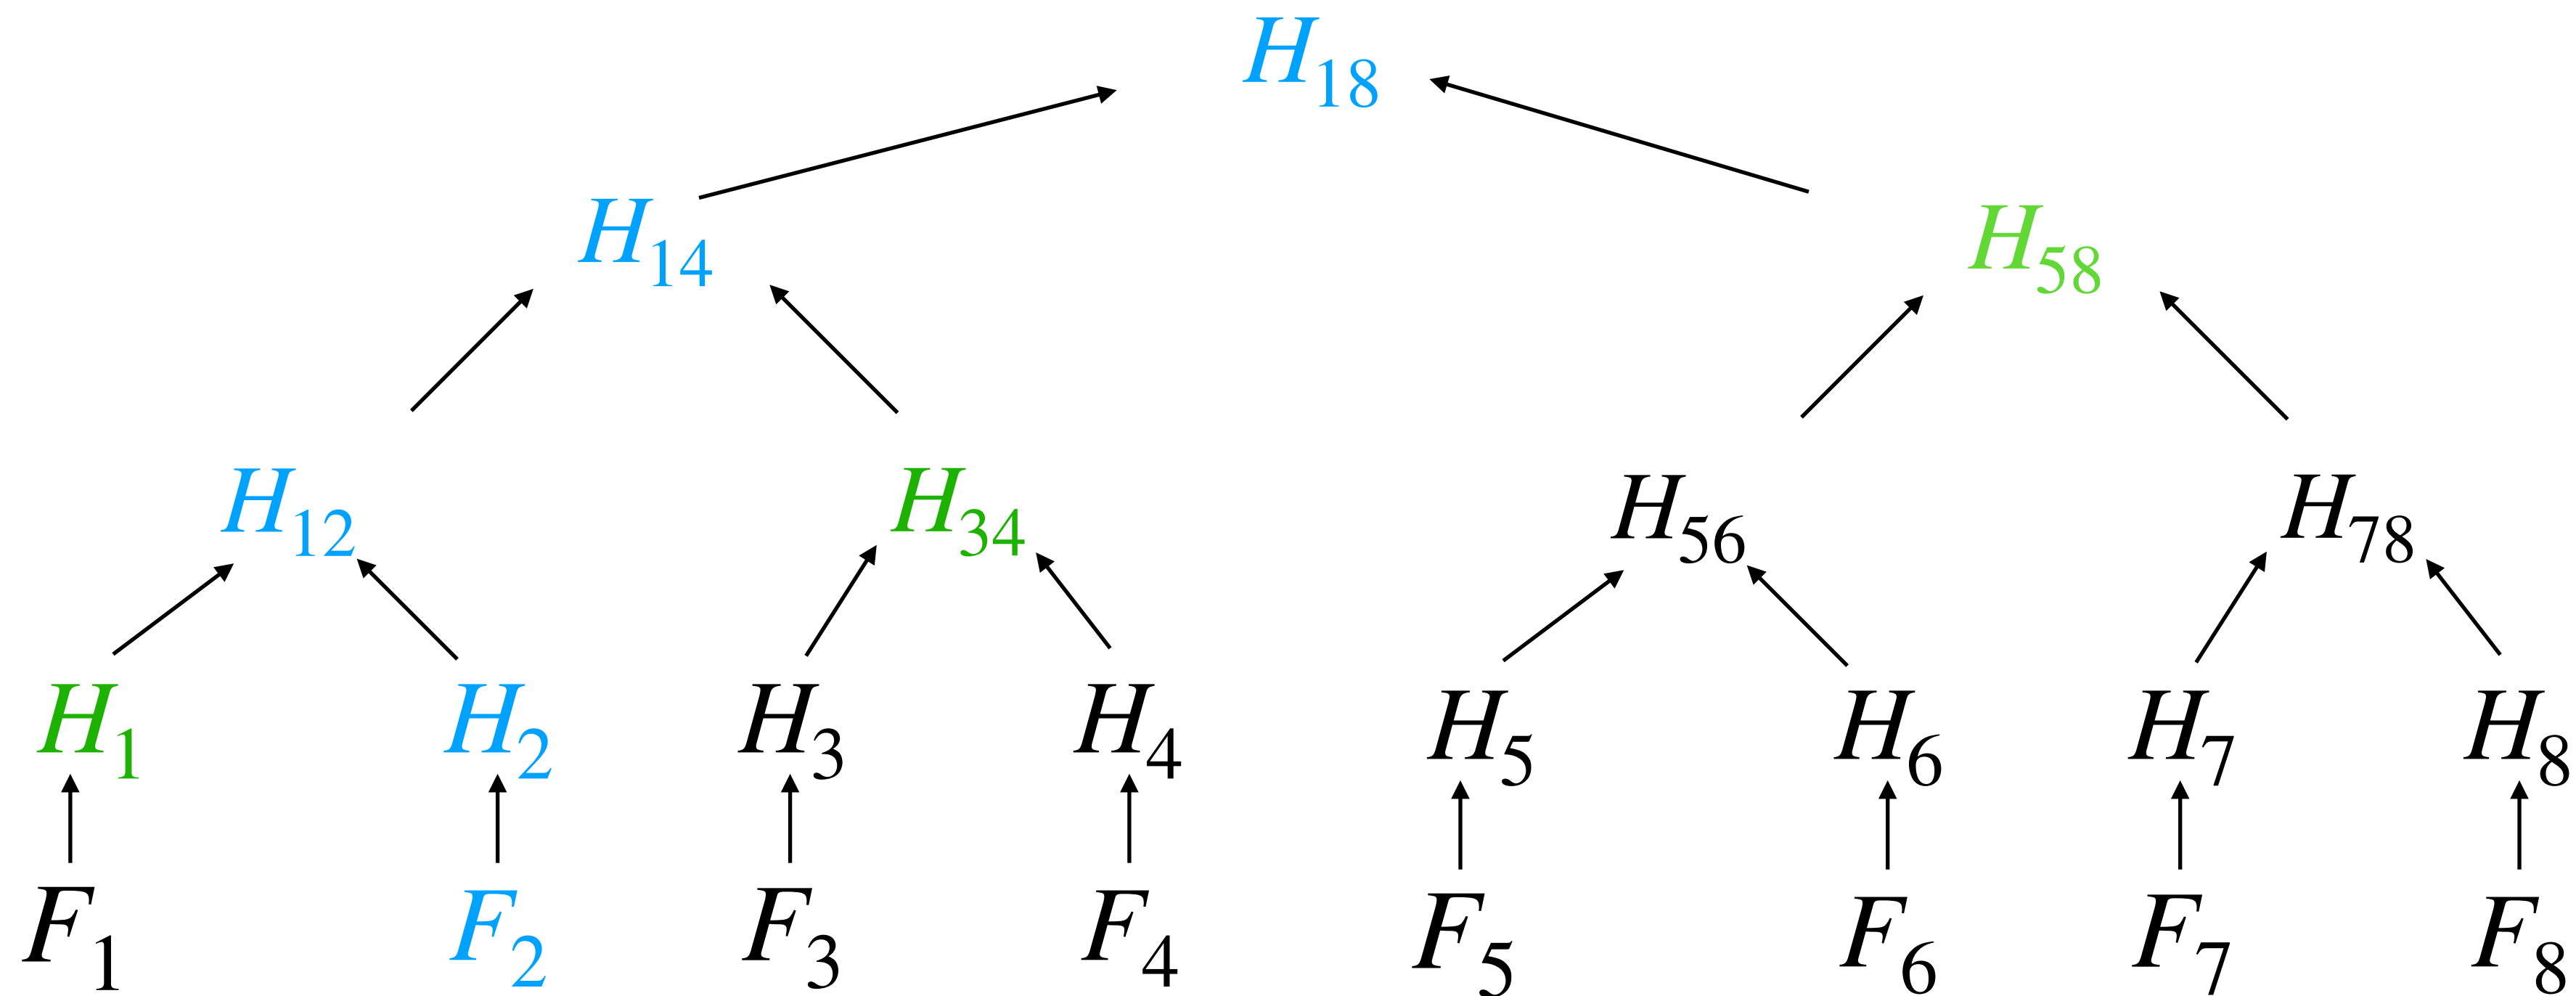 H₁₈
H₁₄ H₅₈
H₁₂ H₃₄ H₅₆ H₇₈
H₁ H₂ H₃ H₄ H₅ H₆ H₇ H₈
F₁ F₂ F₃ F₄ F₅ F₆ F₇ F₈